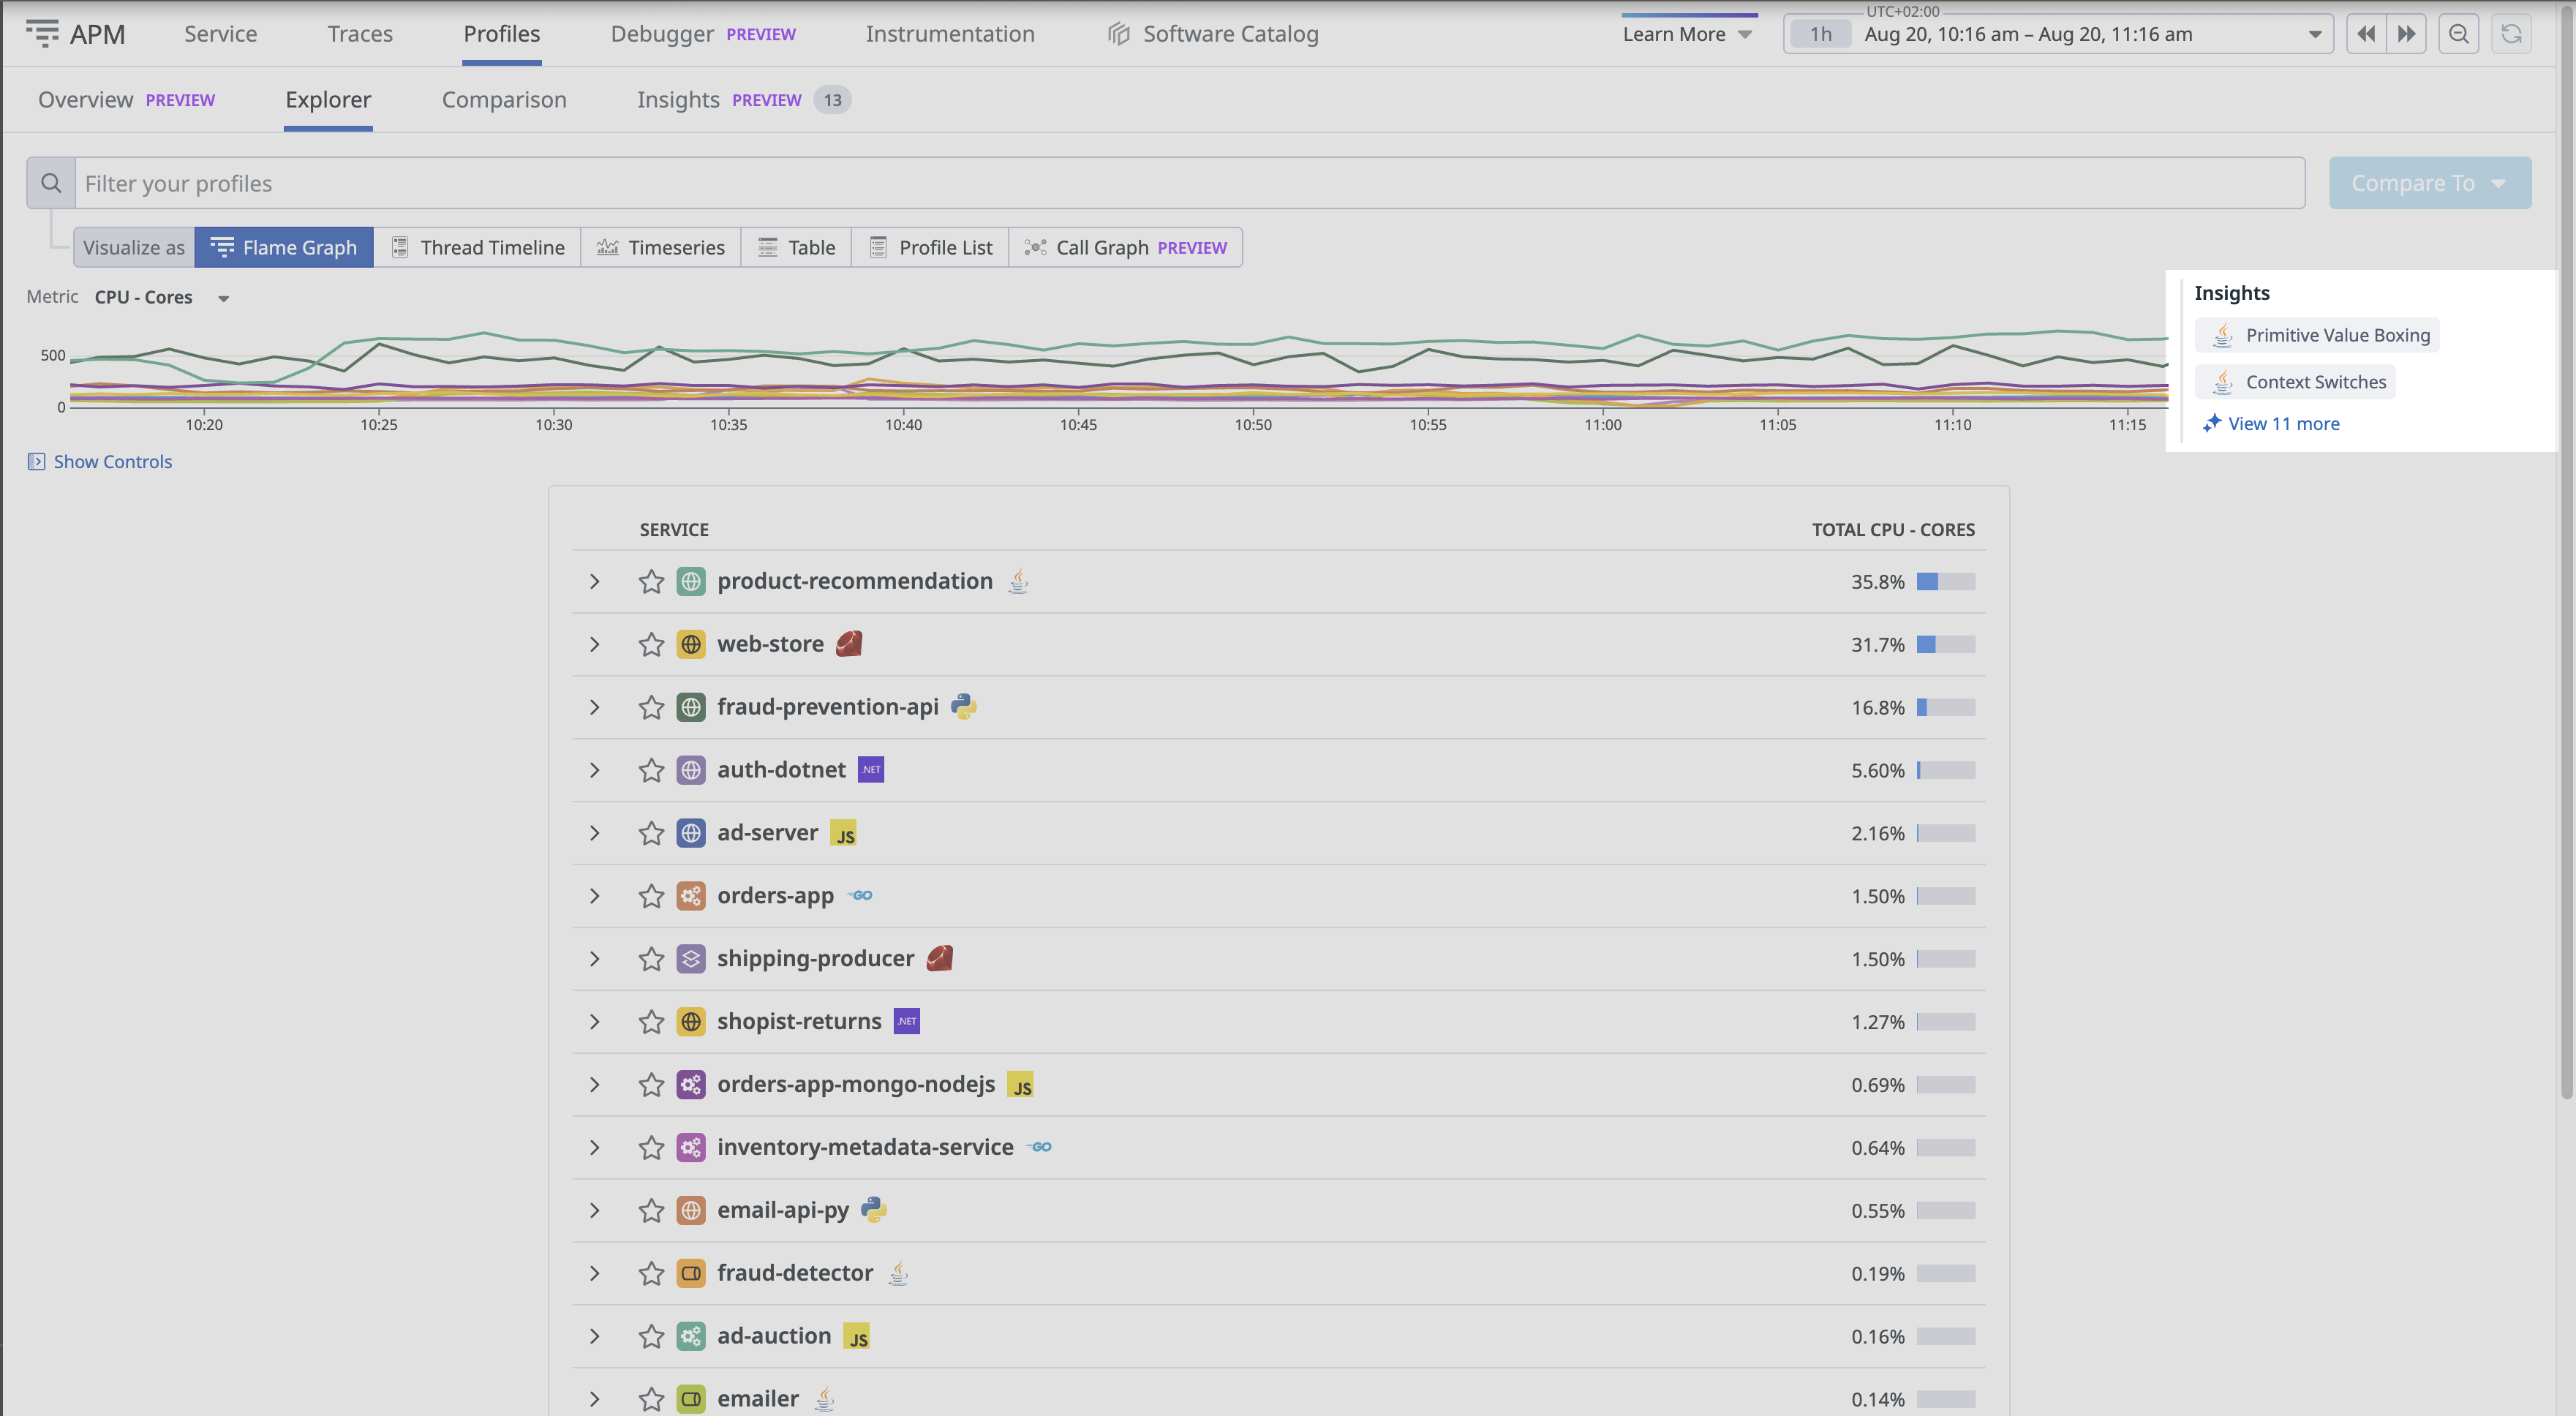 APM Service Traces Profiles Debugger PREVIEW Instrumentation Software Catalog Learn More 1h UTC+02:00 Aug 20, 10:16 am – Aug 20, 11:16 am
Overview PREVIEW Explorer Comparison Insights PREVIEW 13
Filter your profiles Compare To
Visualize as Flame Graph Thread Timeline Timeseries Table Profile List Call Graph PREVIEW
Metric CPU - Cores
500
0
10:20 10:25 10:30 10:35 10:40 10:45 10:50 10:55 11:00 11:05 11:10 11:15
Insights
Primitive Value Boxing
Context Switches
View 11 more
Show Controls
SERVICE TOTAL CPU - CORES
product-recommendation 35.8%
web-store 31.7%
fraud-prevention-api 16.8%
auth-dotnet .NET 5.60%
ad-server JS 2.16%
orders-app GO 1.50%
shipping-producer 1.50%
shopist-returns .NET 1.27%
orders-app-mongo-nodejs JS 0.69%
inventory-metadata-service GO 0.64%
email-api-py 0.55%
fraud-detector 0.19%
ad-auction JS 0.16%
emailer 0.14%